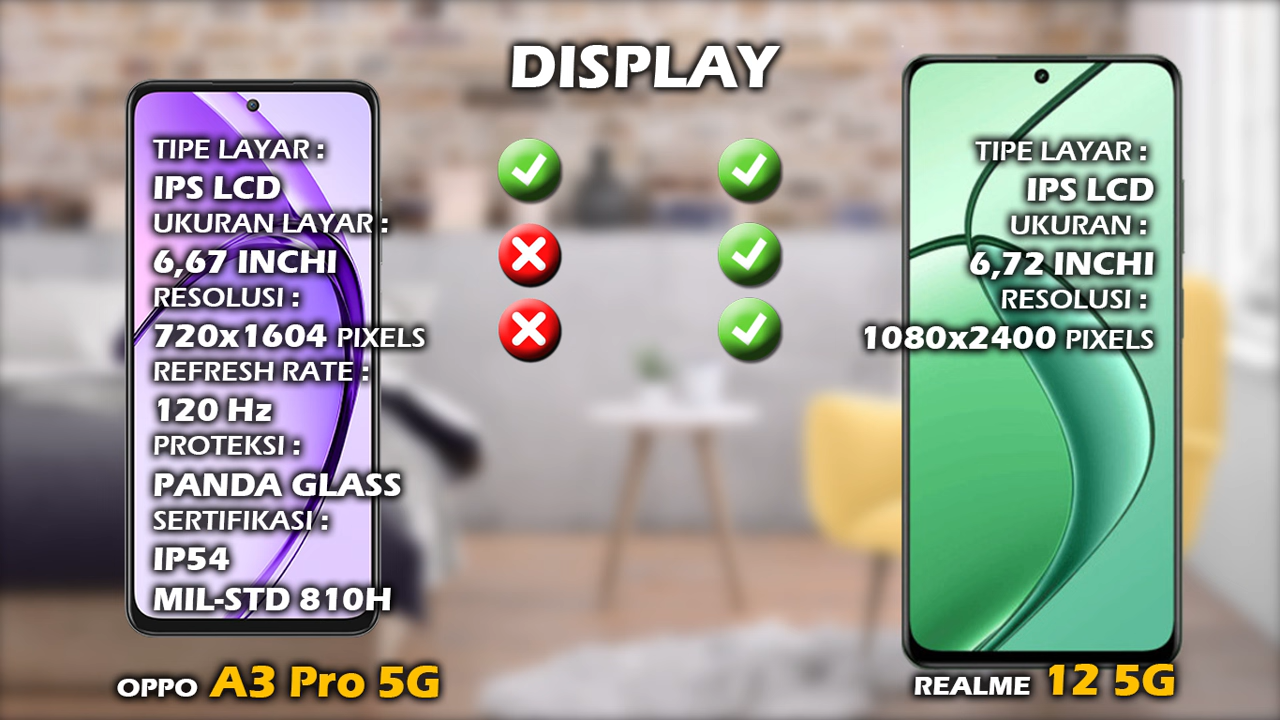 DISPLAY
TIPE LAYAR :
IPS LCD
UKURAN LAYAR :
6,67 INCHI
RESOLUSI :
720x1604 PIXELS
REFRESH RATE :
120 Hz
PROTEKSI :
PANDA GLASS
SERTIFIKASI :
IP54
MIL-STD 810H
OPPO A3 Pro 5G
TIPE LAYAR :
IPS LCD
UKURAN :
6,72 INCHI
RESOLUSI :
1080x2400 PIXELS
REALME 12 5G